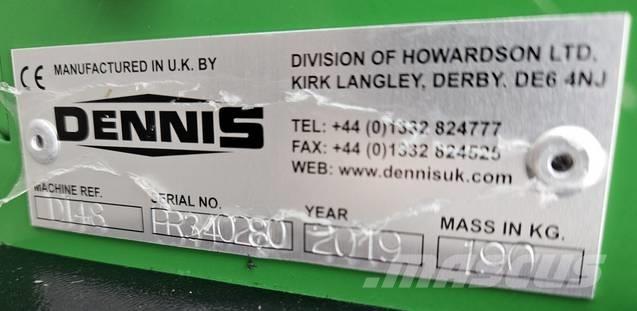 CE MANUFACTURED IN U.K. BY
DENNIS
DIVISION OF HOWARDSON LTD,
KIRK LANGLEY, DERBY, DE6 4NJ
TEL: +44 (0)1332 824777
FAX: +44 (0)1332 824525
WEB: www.dennisuk.com
MACHINE REF. SERIAL NO. YEAR MASS IN KG.
PR340280 2019 190
MASCUS